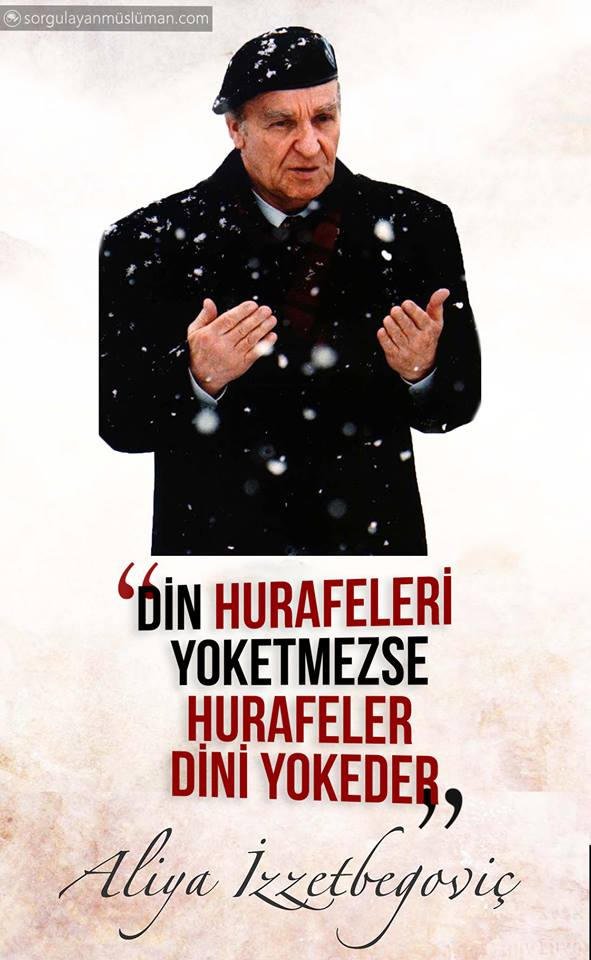 sorgulayanmüslüman.com
“DİN HURAFELERİ
YOKETMEZSE
HURAFELER
DİNİ YOKEDER„
Aliya İzzetbegoviç